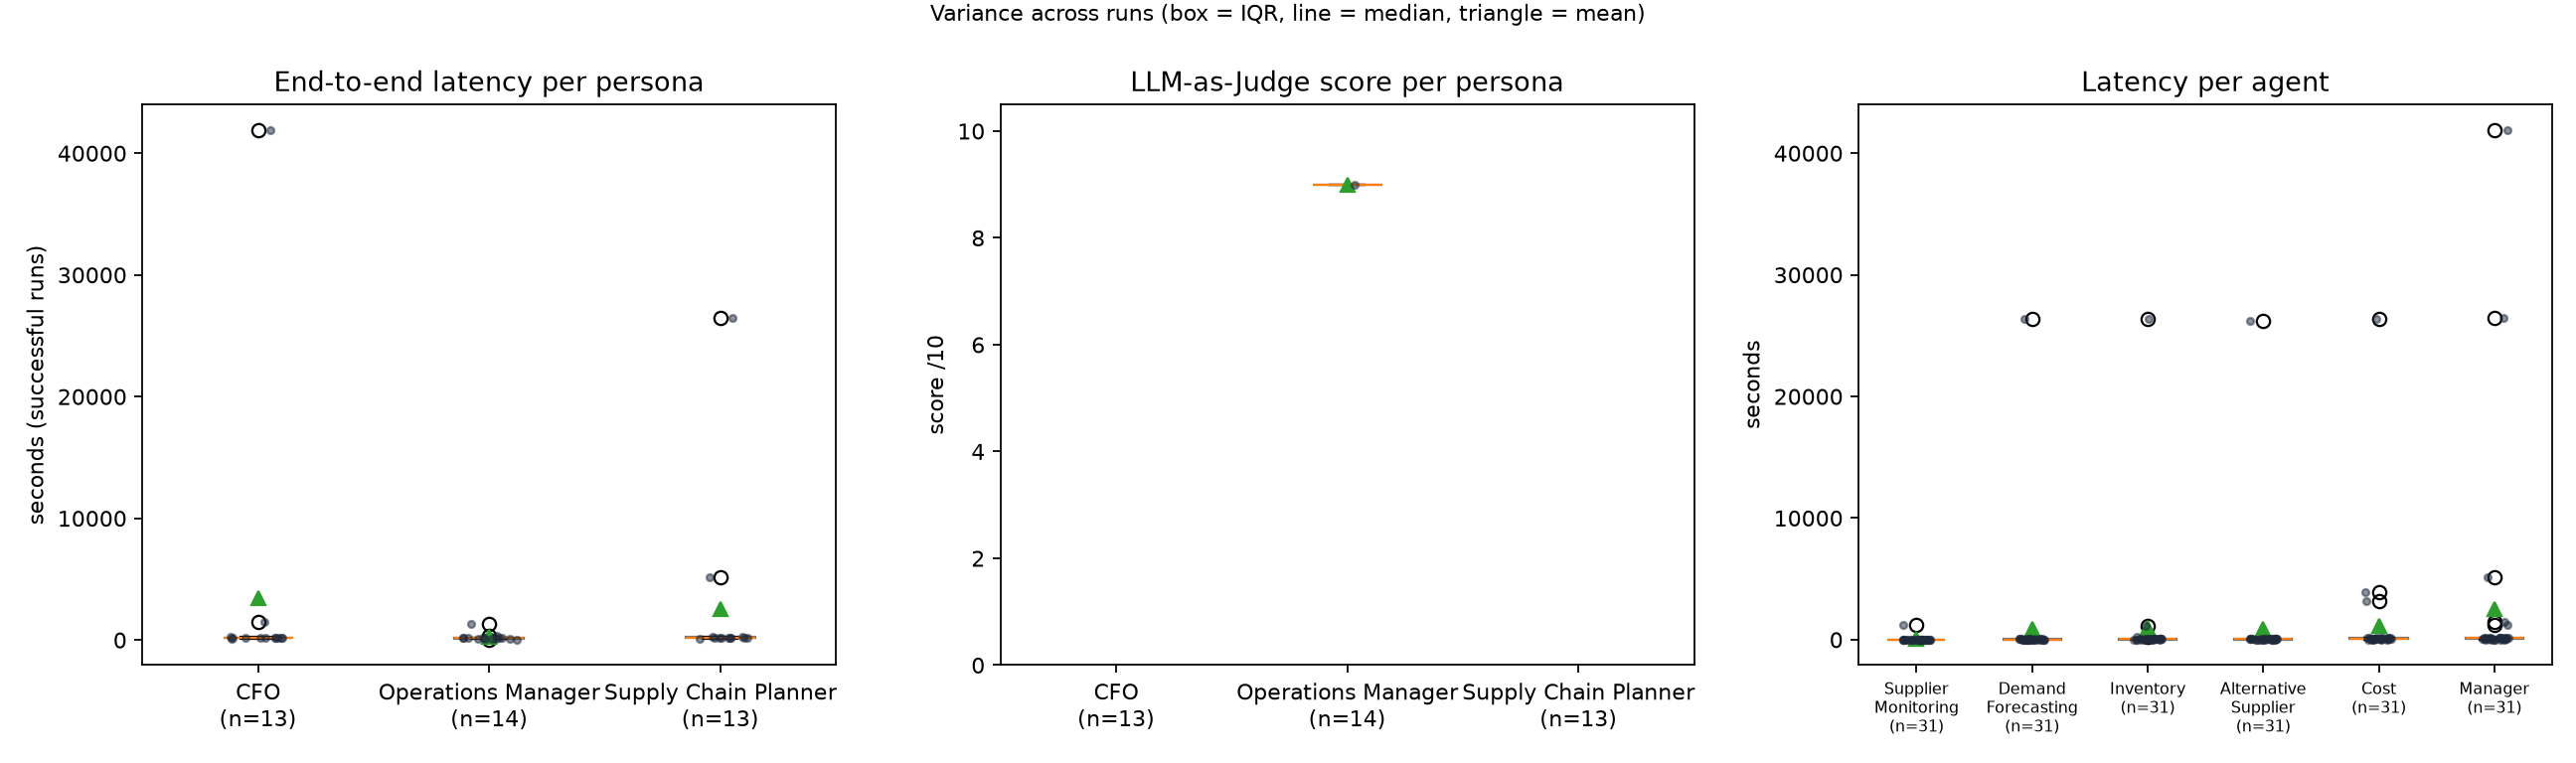 Variance across runs (box = IQR, line = median, triangle = mean)
End-to-end latency per persona
seconds (successful runs)
40000
30000
20000
10000
0
CFO
(n=13)
Operations Manager
(n=14)
Supply Chain Planner
(n=13)
LLM-as-Judge score per persona
score /10
10
8
6
4
2
0
CFO
(n=13)
Operations Manager
(n=14)
Supply Chain Planner
(n=13)
Latency per agent
seconds
40000
30000
20000
10000
0
Supplier
Monitoring
(n=31)
Demand
Forecasting
(n=31)
Inventory
(n=31)
Alternative
Supplier
(n=31)
Cost
(n=31)
Manager
(n=31)